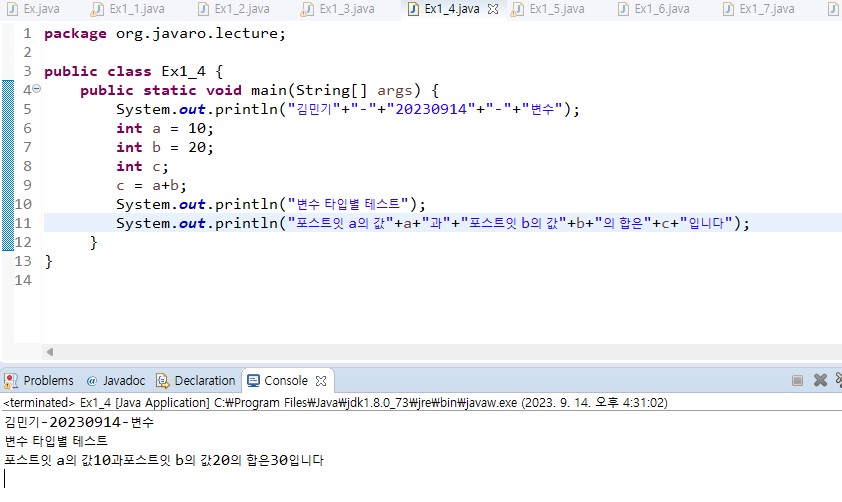 Ex.java Ex1_1.java Ex1_2.java Ex1_3.java Ex1_4.java Ex1_5.java Ex1_6.java Ex1_7.java
1 package org.javaro.lecture;
2
3 public class Ex1_4 {
4 public static void main(String[] args) {
5 System.out.println("김민기"+"-"+"20230914"+"-"+"변수");
6 int a = 10;
7 int b = 20;
8 int c;
9 c = a+b;
10 System.out.println("변수 타입별 테스트");
11 System.out.println("포스트잇 a의 값"+a+"과"+"포스트잇 b의 값"+b+"의 합은"+c+"입니다");
12 }
13 }
14
Problems @ Javadoc Declaration Console
<terminated> Ex1_4 [Java Application] C:₩Program Files₩Java₩jdk1.8.0_73₩jre₩bin₩javaw.exe (2023. 9. 14. 오후 4:31:02)
김민기-20230914-변수
변수 타입별 테스트
포스트잇 a의 값10과포스트잇 b의 값20의 합은30입니다